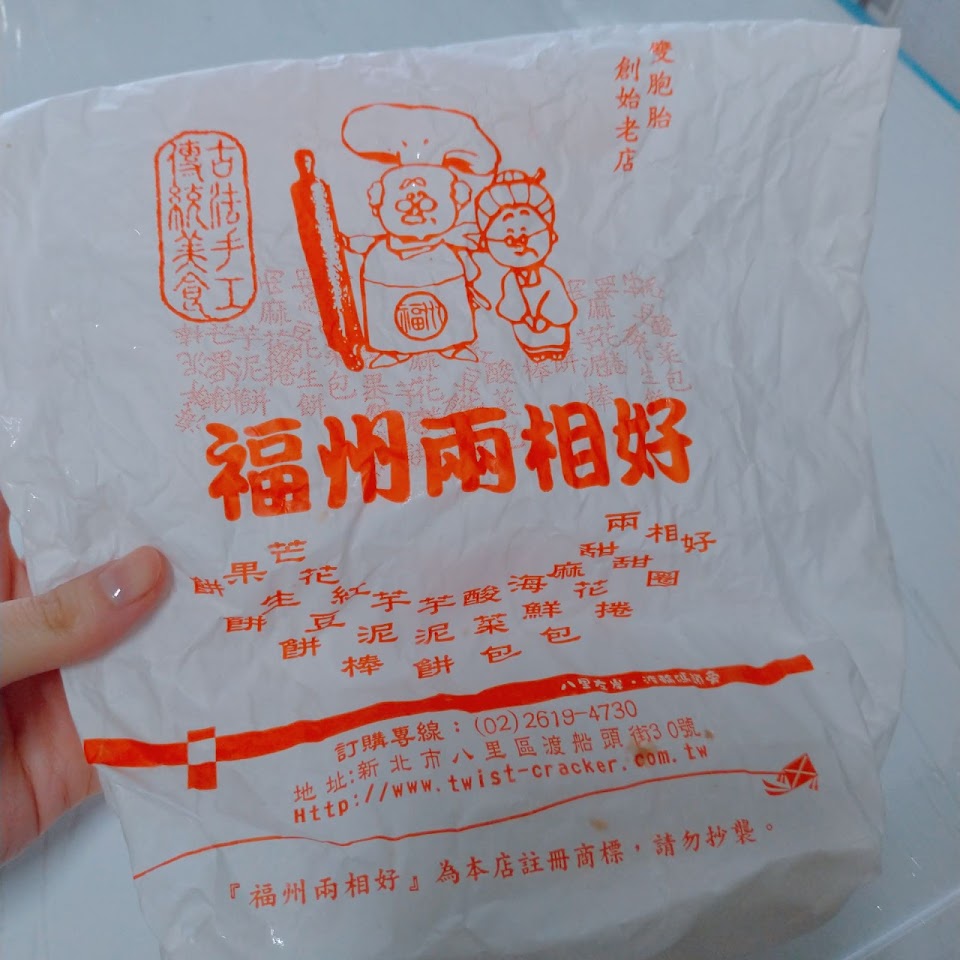 雙胞胎
創始老店
古法手工
傳統美食
福州
福州兩相好
兩相好
甜甜圈
麻花捲
海鮮包
酸菜包
芋泥餅
芋泥棒
紅豆餅
花生餅
芒果餅
訂購專線：(02)2619-4730
地址:新北市八里區渡船頭街30號
Http://www.twist-cracker.com.tw
『福州兩相好』為本店註冊商標，請勿抄襲。